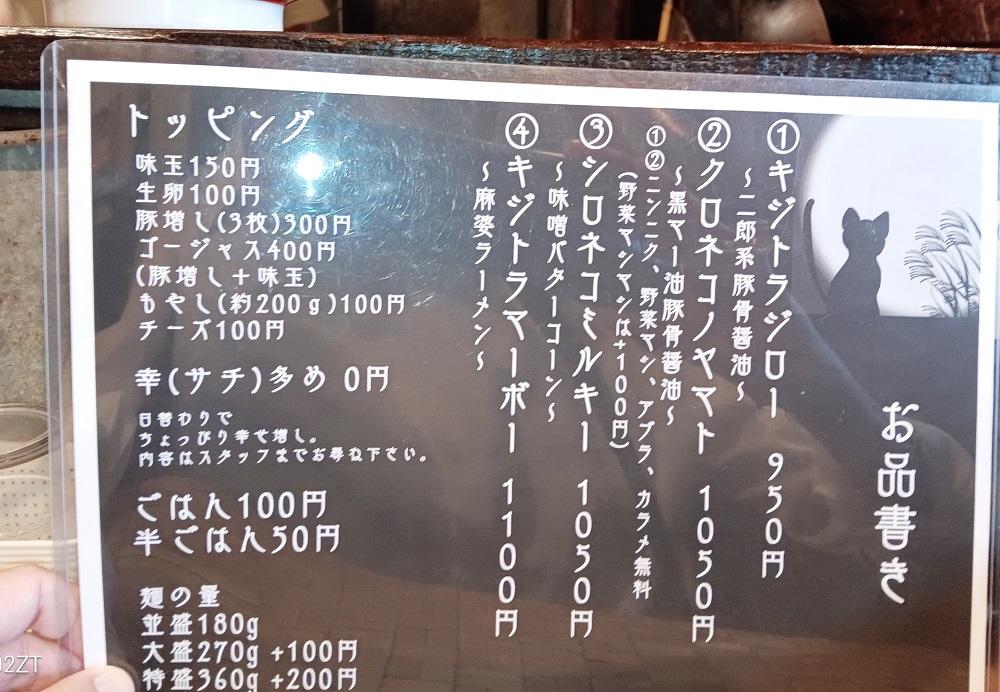 お品書き
①キジトラジロー 950円
～二郎系豚骨醤油～
②クロネコノヤマト 1050円
～黒マー油豚骨醤油～
①②ニンニク、野菜マシ、アブラ、カラメ無料
(野菜マシマシは+100円)
③シロネコミルキー 1050円
～味噌バターコーン～
④キジトラマーボー 1100円
～麻婆ラーメン～
トッピング
味玉150円
生卵100円
豚増し(3枚)300円
ゴージャス400円
(豚増し+味玉)
もやし(約200g)100円
チーズ100円
幸(サチ)多め 0円
日替わりで
ちょっぴり幸せ増し。
内容はスタッフまでお尋ね下さい。
ごはん100円
半ごはん50円
麺の量
並盛180g
大盛270g +100円
特盛360g +200円